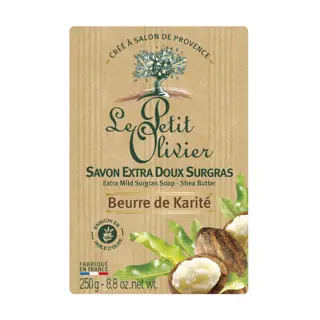 CRÉÉ À SALON DE PROVENCE
Le Petit
Olivier
SAVON EXTRA DOUX SURGRAS
Extra Mild Surgras Soap - Shea Butter
Beurre de Karité
ENRICHI EN
HUILE D'OLIVE
FABRIQUÉ
EN FRANCE
250g - 8.8 oz. net wt.